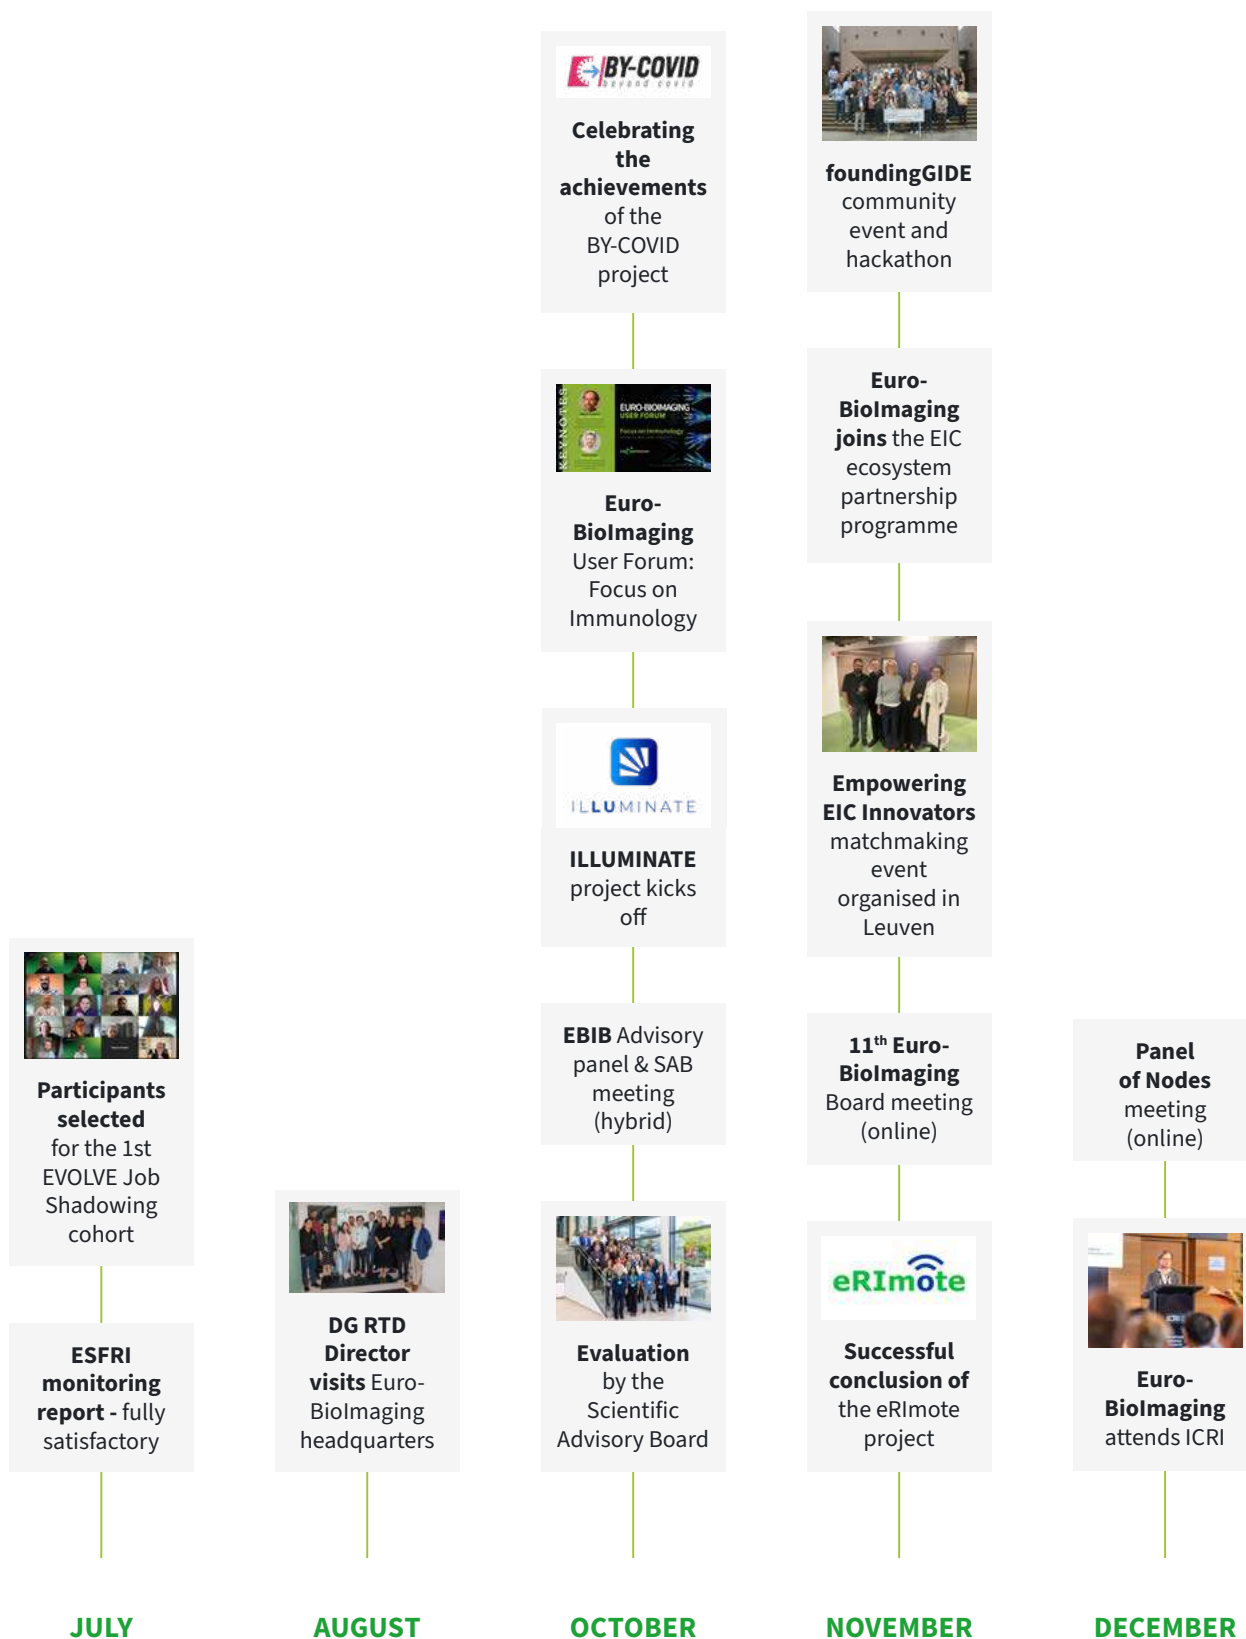 BY-COVID
beyond covid
Celebrating
the
achievements
of the
BY-COVID
project
KEYNOTES
EURO-BIOIMAGING
USER FORUM
Focus on Immunology
Euro-
BioImaging
User Forum:
Focus on
Immunology
ILLUMINATE
ILLUMINATE
project kicks
off
EBIB Advisory
panel & SAB
meeting
(hybrid)
Evaluation
by the
Scientific
Advisory Board
foundingGIDE
community
event and
hackathon
Euro-
BioImaging
joins the EIC
ecosystem
partnership
programme
Empowering
EIC Innovators
matchmaking
event
organised in
Leuven
11th Euro-
BioImaging
Board meeting
(online)
eRImote
Successful
conclusion of
the eRImote
project
Participants
selected
for the 1st
EVOLVE Job
Shadowing
cohort
ESFRI
monitoring
report - fully
satisfactory
DG RTD
Director
visits Euro-
BioImaging
headquarters
Panel
of Nodes
meeting
(online)
Euro-
BioImaging
attends ICRI
JULY
AUGUST
OCTOBER
NOVEMBER
DECEMBER